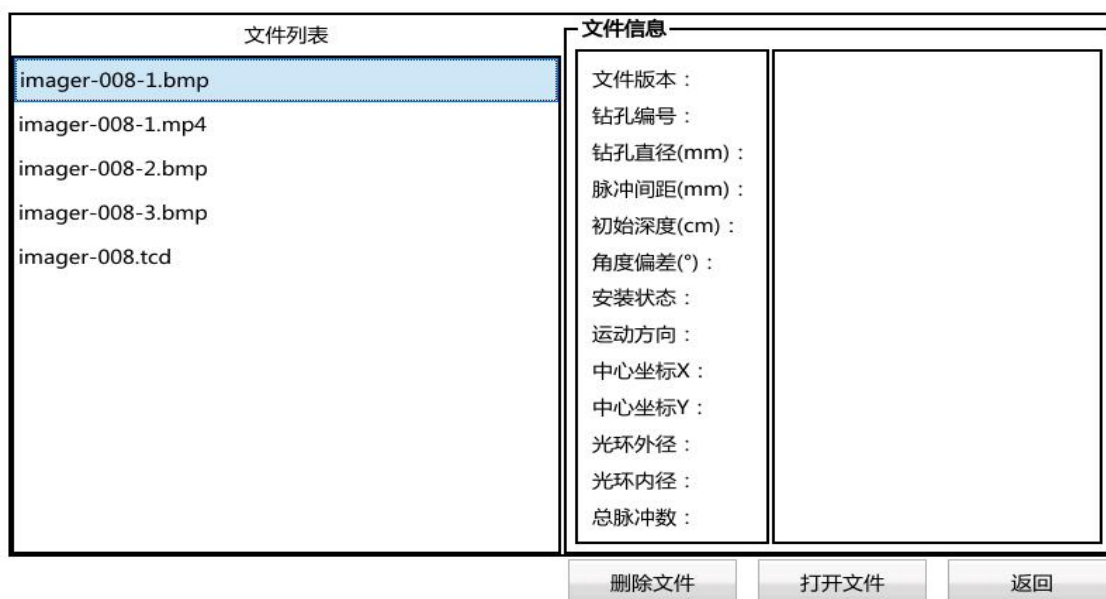 文件列表
imager-008-1.bmp
imager-008-1.mp4
imager-008-2.bmp
imager-008-3.bmp
imager-008.tcd
文件信息
文件版本：
钻孔编号：
钻孔直径(mm)：
脉冲间距(mm)：
初始深度(cm)：
角度偏差(°)：
安装状态：
运动方向：
中心坐标X：
中心坐标Y：
光环外径：
光环内径：
总脉冲数：
删除文件
打开文件
返回